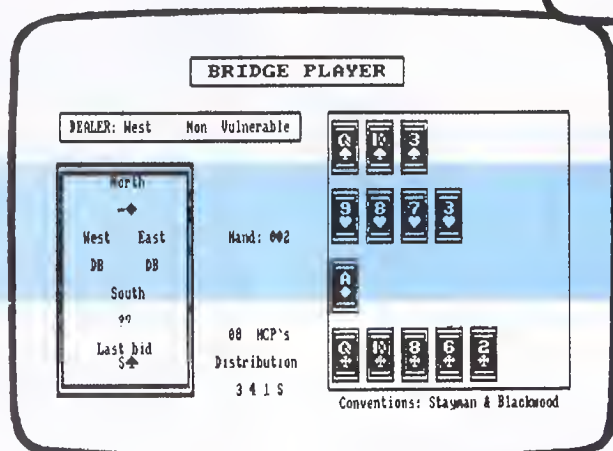 BRIDGE PLAYER
DEALER: West Non Vulnerable
North
West East
DB DB
South
??
Last bid
Hand: 002
08 HCP's
Distribution
3 4 1 5
Q 10 3
9 8 7 3
A
Q 10 8 6 2
Conventions: Stayman & Blackwood